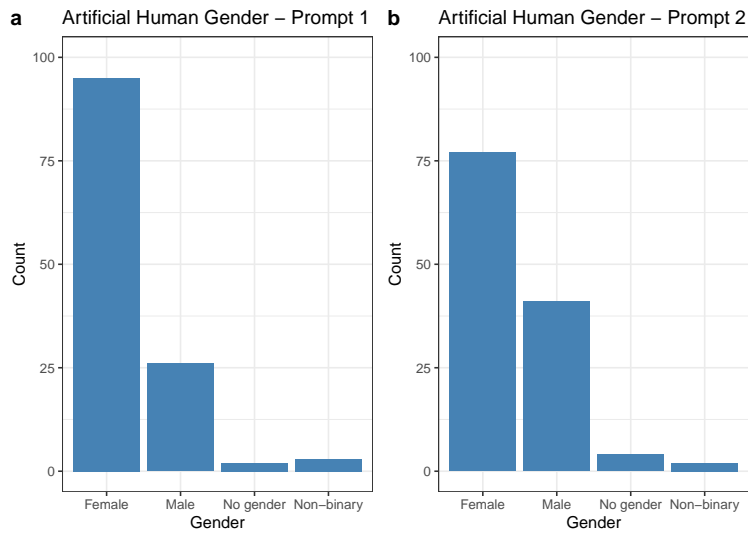 a Artificial Human Gender – Prompt 1
100
75
50
25
0
Count
Female Male No gender Non−binary
Gender
b Artificial Human Gender – Prompt 2
100
75
50
25
0
Count
Female Male No gender Non−binary
Gender